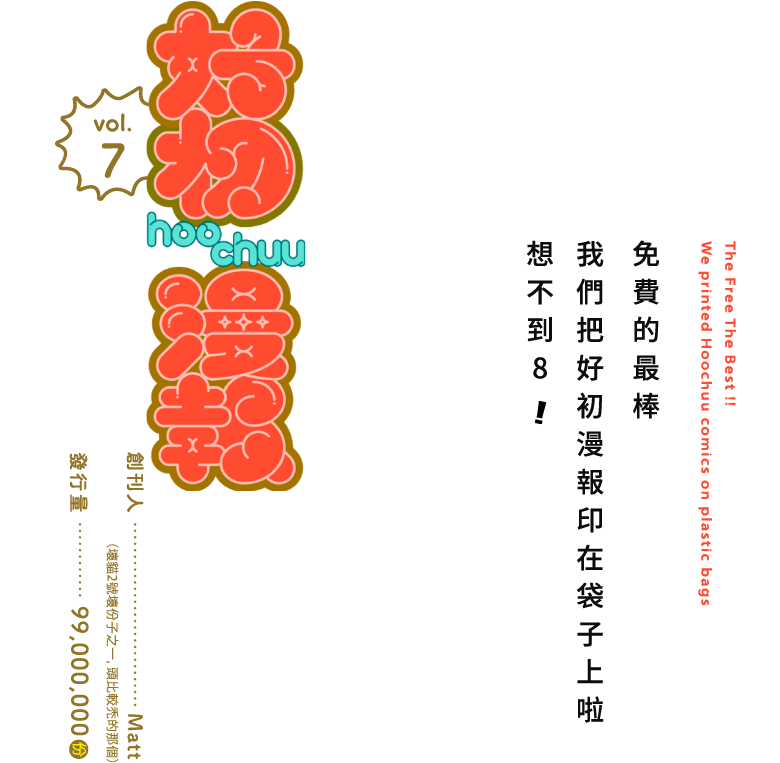 The Free The Best !!
We printed Hoochuu comics on plastic bags
免費的最棒
我們把好初漫報印在袋子上啦
想不到8!
好初漫報
hoo
chuu
vol.
7
創刊人 ................................ Matt
(壞貓2號壞份子之一, 頭比較禿的那個)
發行量 ............. 99,000,000份